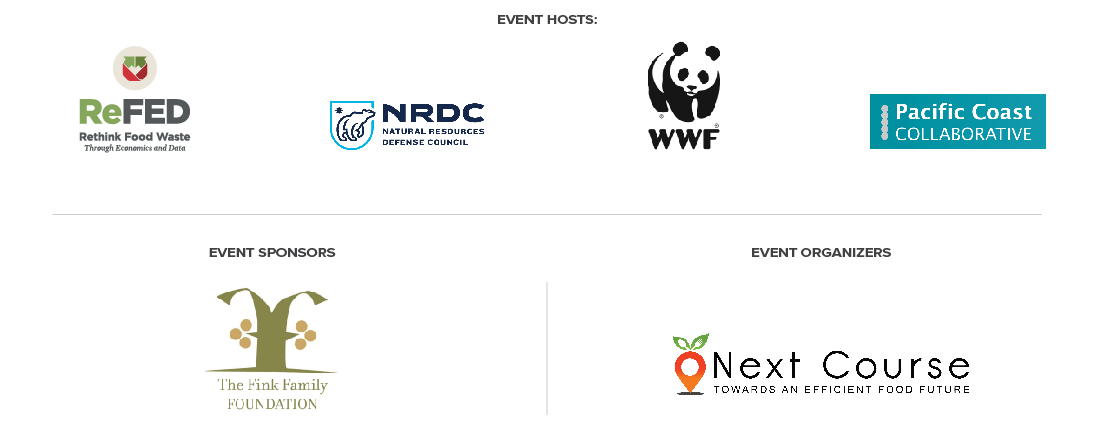 EVENT HOSTS:
ReFED
Rethink Food Waste
Through Economics and Data
NRDC
NATURAL RESOURCES
DEFENSE COUNCIL
®
WWF
®
Pacific Coast
COLLABORATIVE
EVENT SPONSORS
The Fink Family
FOUNDATION
EVENT ORGANIZERS
Next Course
TOWARDS AN EFFICIENT FOOD FUTURE